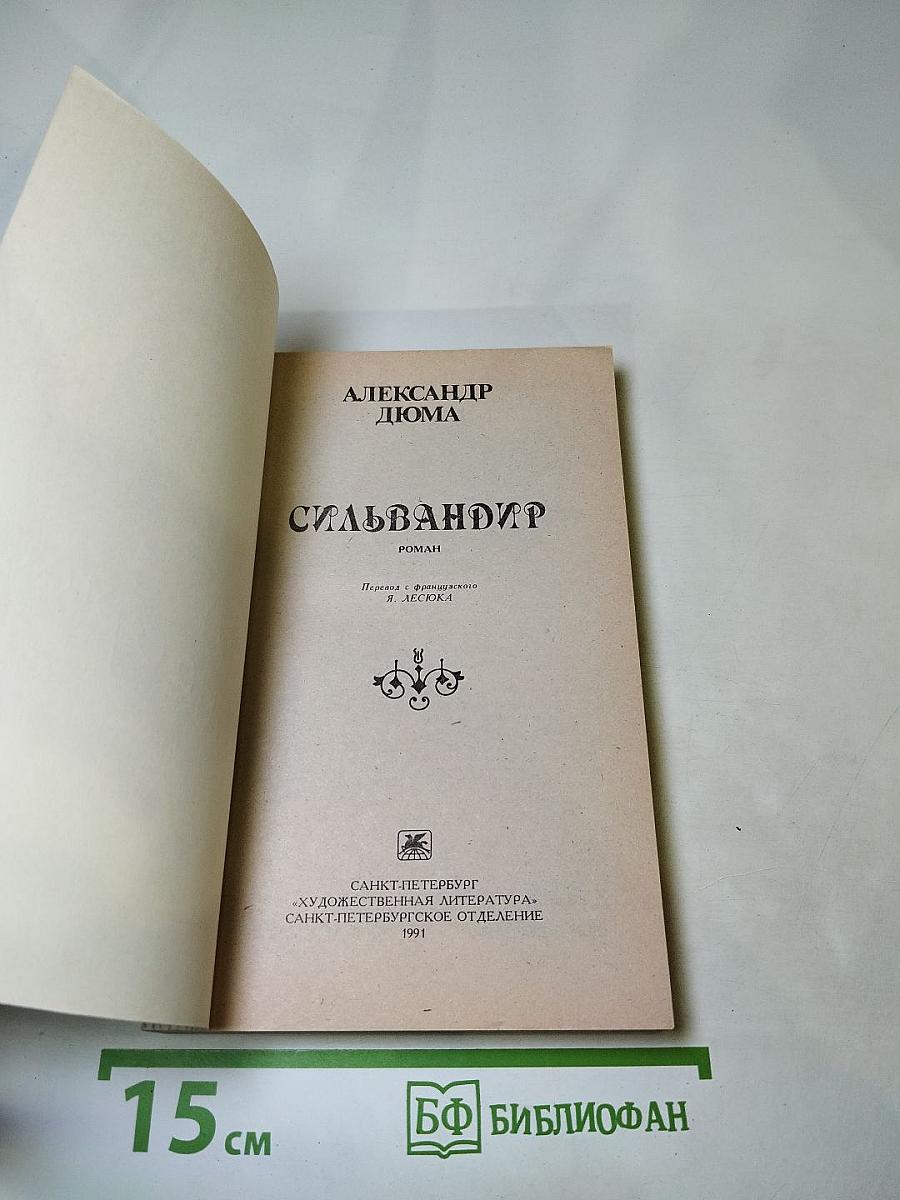 АЛЕКСАНДР
ДЮМА
СИЛЬВАНДИР
РОМАН
Перевод с французского
Я. ЛЕСЮКА
САНКТ-ПЕТЕРБУРГ
«ХУДОЖЕСТВЕННАЯ ЛИТЕРАТУРА»
САНКТ-ПЕТЕРБУРГСКОЕ ОТДЕЛЕНИЕ
1991
15 см
БФ БИБЛИОФАН